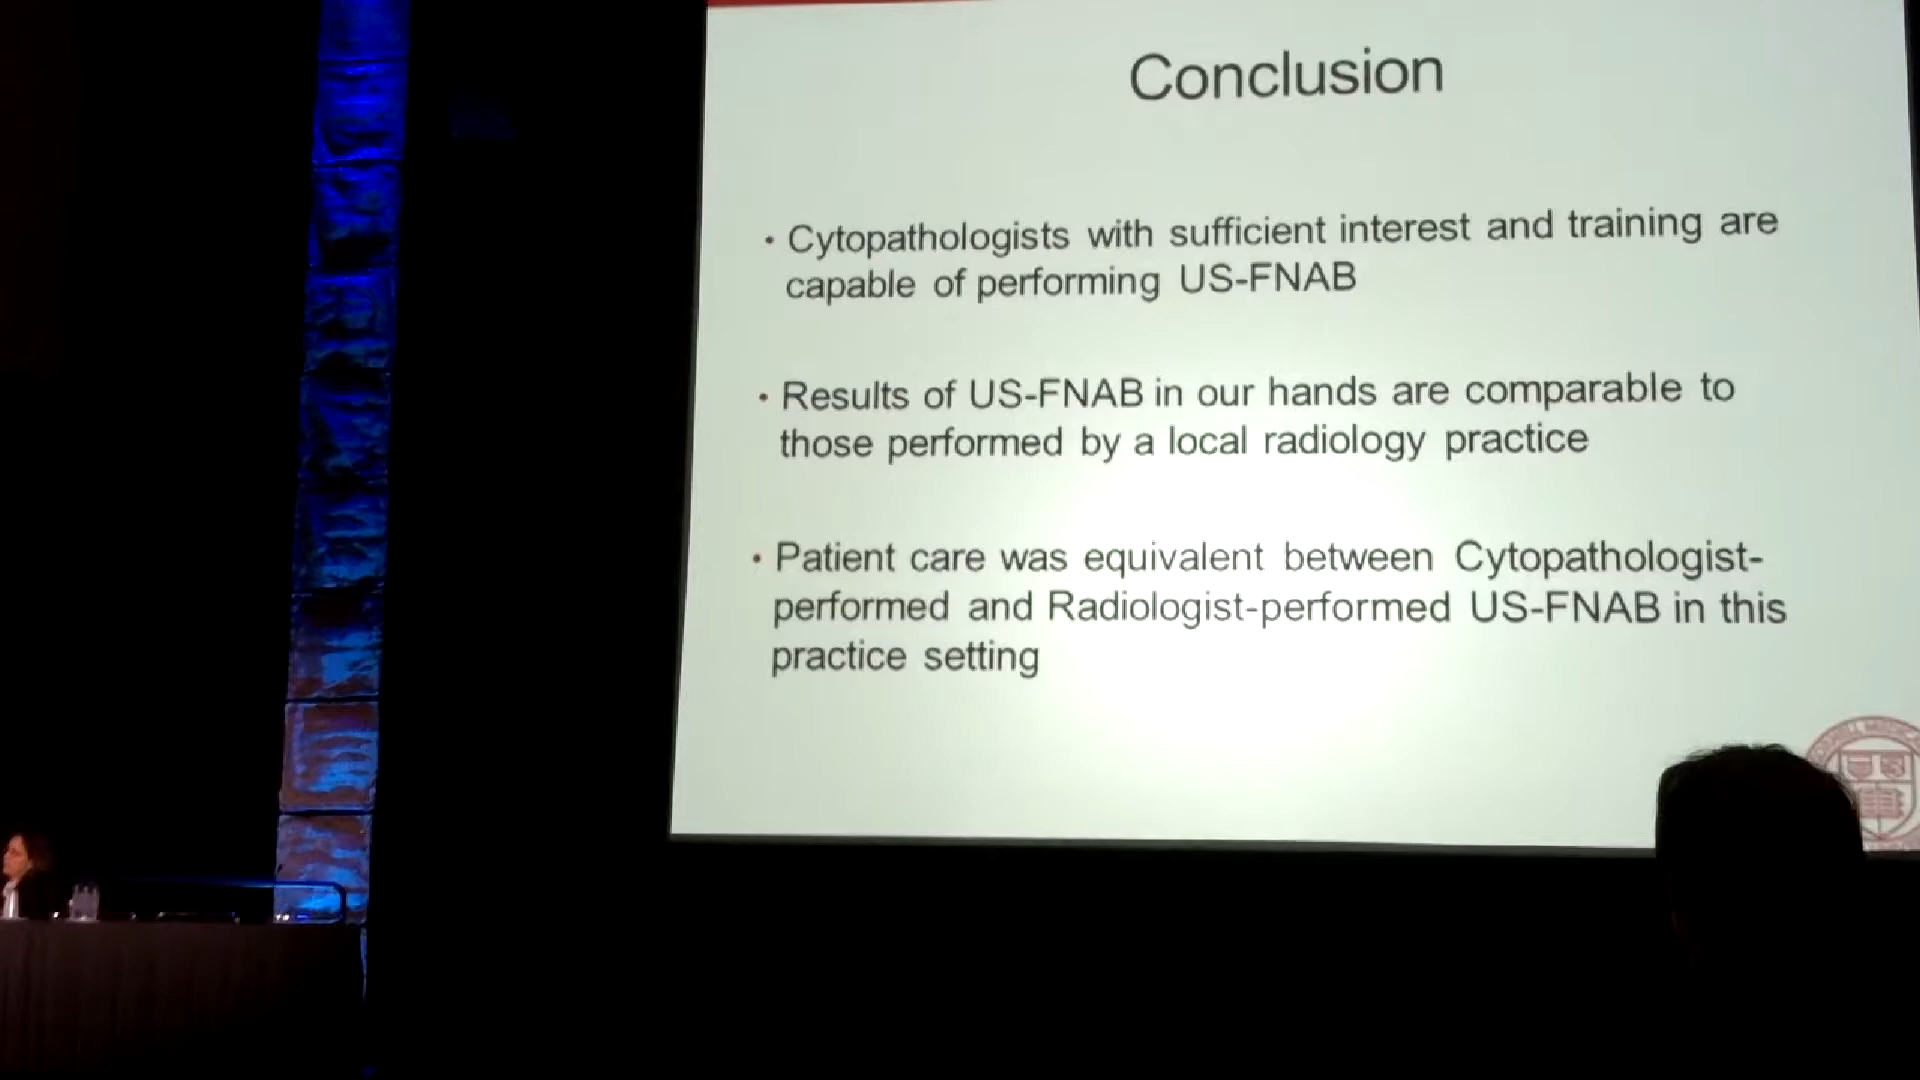 Conclusion
• Cytopathologists with sufficient interest and training are
capable of performing US-FNAB
• Results of US-FNAB in our hands are comparable to
those performed by a local radiology practice
• Patient care was equivalent between Cytopathologist-
performed and Radiologist-performed US-FNAB in this
practice setting